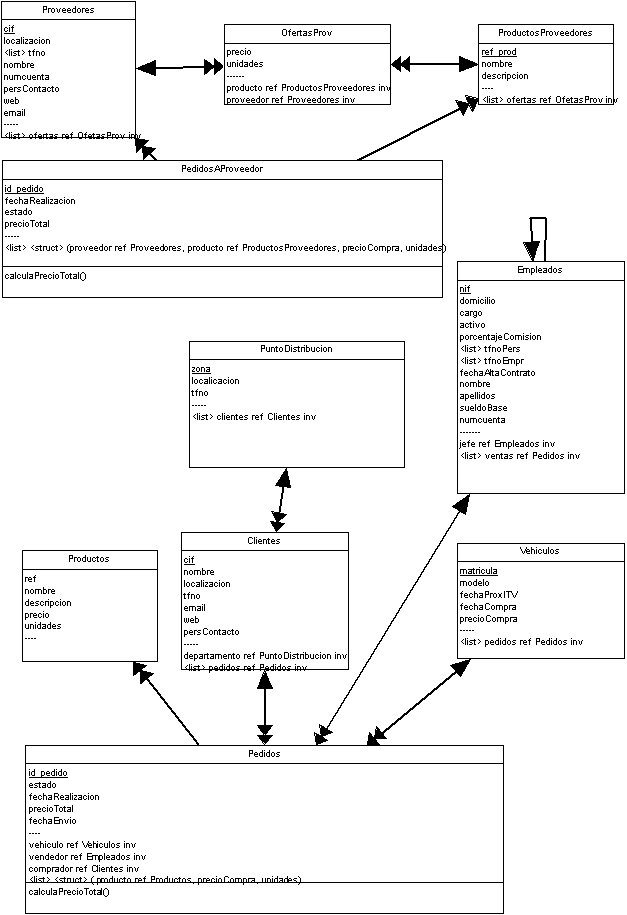 Proveedores
cif
localizacion
<list> tfno
nombre
numcuenta
persContacto
web
email
-----
<list> ofertas ref OfetasProv inv
OfertasProv
precio
unidades
------
producto ref ProductosProveedores inv
proveedor ref Proveedores inv
ProductosProveedores
ref_prod
nombre
descripcion
----
<list> ofertas ref OfetasProv inv
PedidosAProveedor
id_pedido
fechaRealizacion
estado
precioTotal
-----
<list> <struct> (proveedor ref Proveedores, producto ref ProductosProveedores, precioCompra, unidades)
calculaPrecioTotal()
Empleados
nif
domicilio
cargo
activo
porcentajeComision
<list> tfnoPers
<list> tfnoEmpr
fechaAltaContrato
nombre
apellidos
sueldoBase
numcuenta
-------
jefe ref Empleados inv
<list> ventas ref Pedidos inv
PuntoDistribucion
zona
localicacion
tfno
-----
<list> clientes ref Clientes inv
Clientes
cif
nombre
localizacion
tfno
email
web
persContacto
-----
departamento ref PuntoDistribucion inv
<list> pedidos ref Pedidos inv
Productos
ref
nombre
descripcion
precio
unidades
----
Vehiculos
matricula
modelo
fechaProxITV
fechaCompra
precioCompra
-----
<list> pedidos ref Pedidos inv
Pedidos
id_pedido
estado
fechaRealizacion
precioTotal
fechaEnvio
----
vehiculo ref Vehiculos inv
vendedor ref Empleados inv
comprador ref Clientes inv
<list> <struct> ( producto ref Productos, precioCompra, unidades)
calculaPrecioTotal()